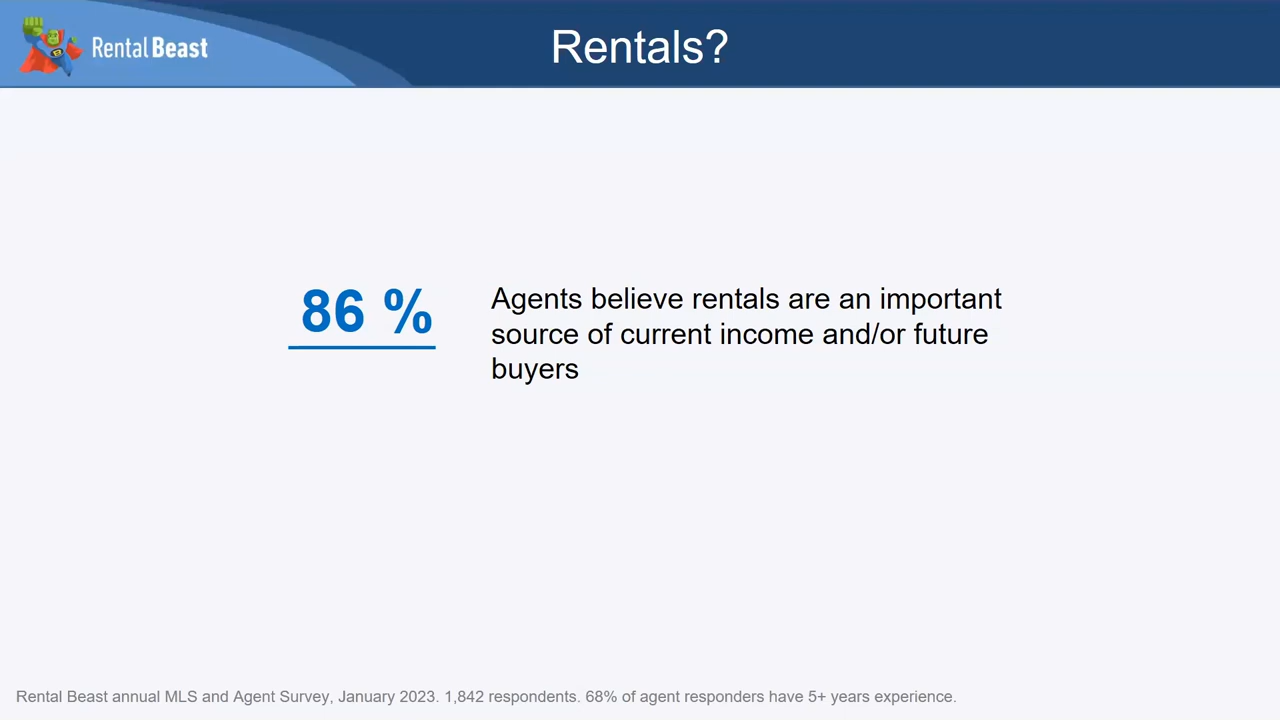 Rental Beast
Rentals?
86 %
Agents believe rentals are an important
source of current income and/or future
buyers
Rental Beast annual MLS and Agent Survey, January 2023. 1,842 respondents. 68% of agent responders have 5+ years experience.